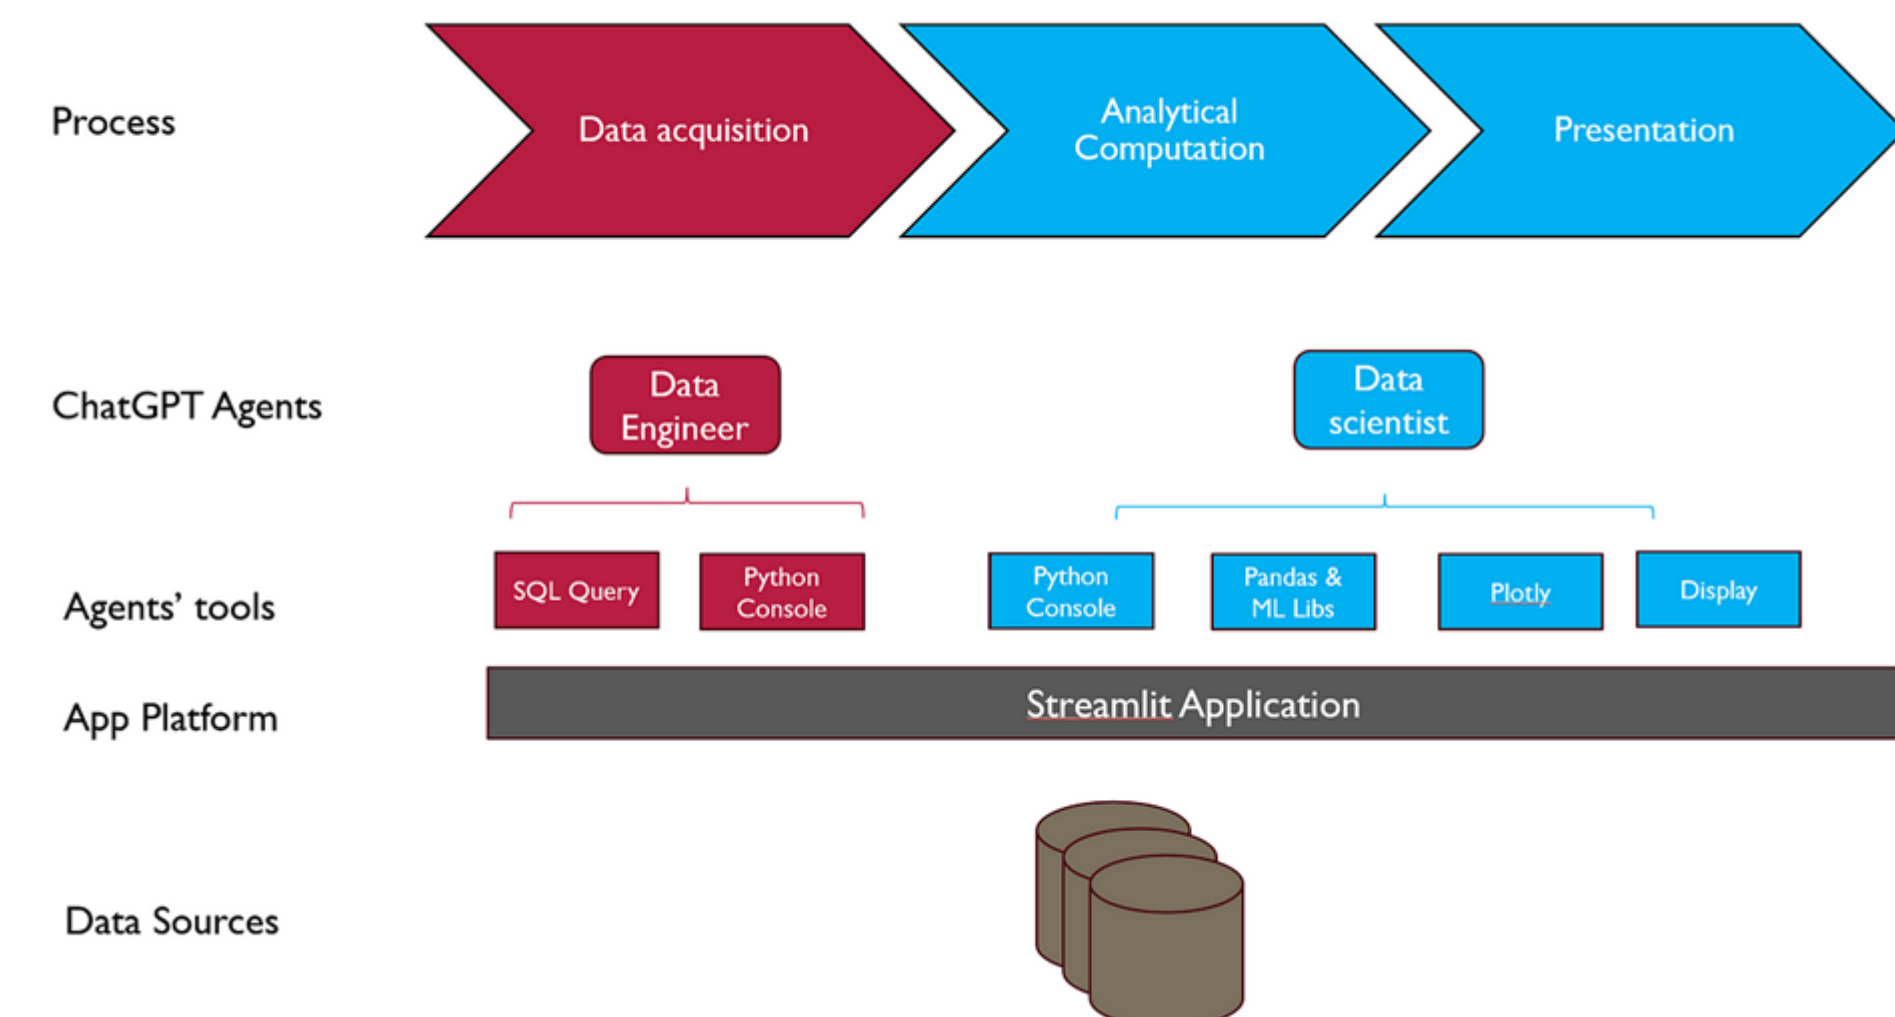 Process
Data acquisition
Analytical
Computation
Presentation
ChatGPT Agents
Data
Engineer
Data
scientist
Agents' tools
SQL Query
Python
Console
Python
Console
Pandas &
ML Libs
Plotly
Display
App Platform
Streamlit Application
Data Sources